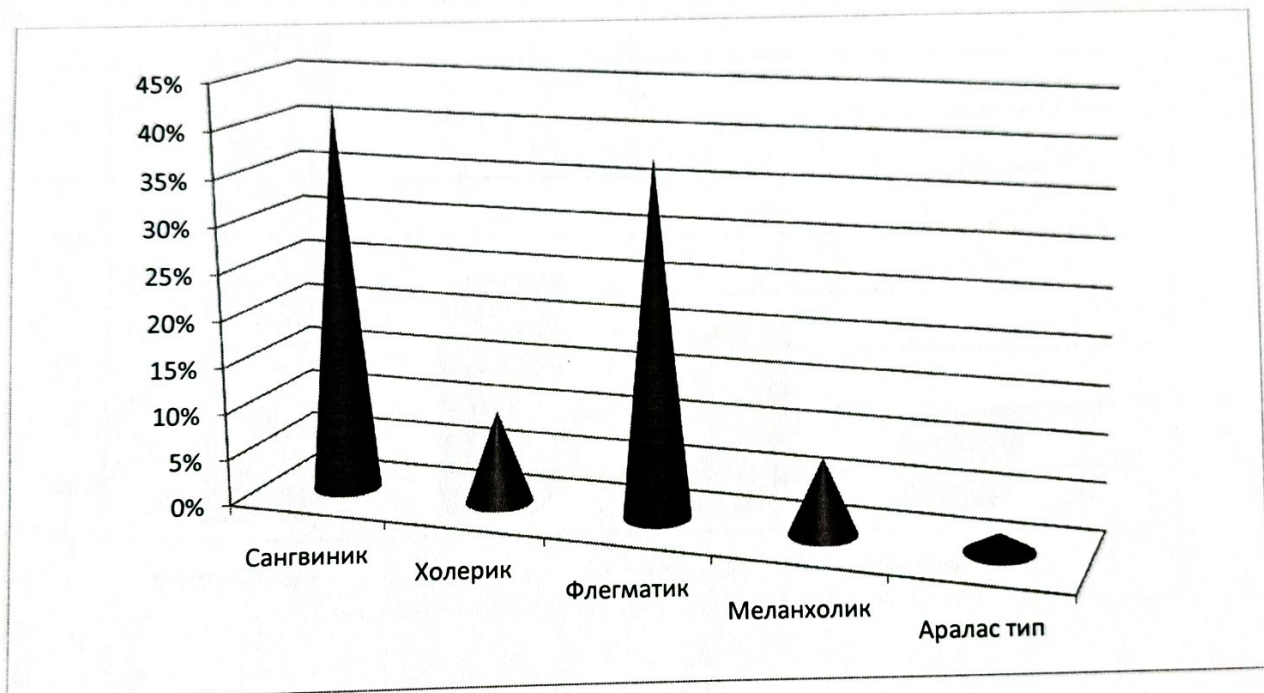 45%
40%
35%
30%
25%
20%
15%
10%
5%
0%
Сангвиник
Холерик
Флегматик
Меланхолик
Аралас тип